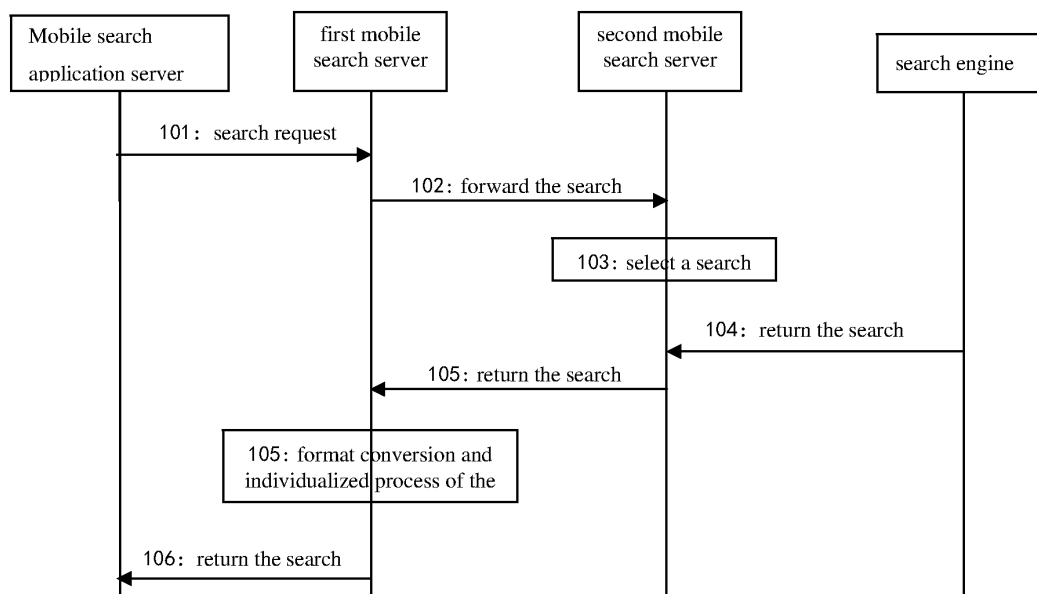 Mobile search
application server
first mobile
search server
second mobile
search server
search engine
101: search request
102: forward the search
103: select a search
104: return the search
105: return the search
105: format conversion and
individualized process of the
106: return the search